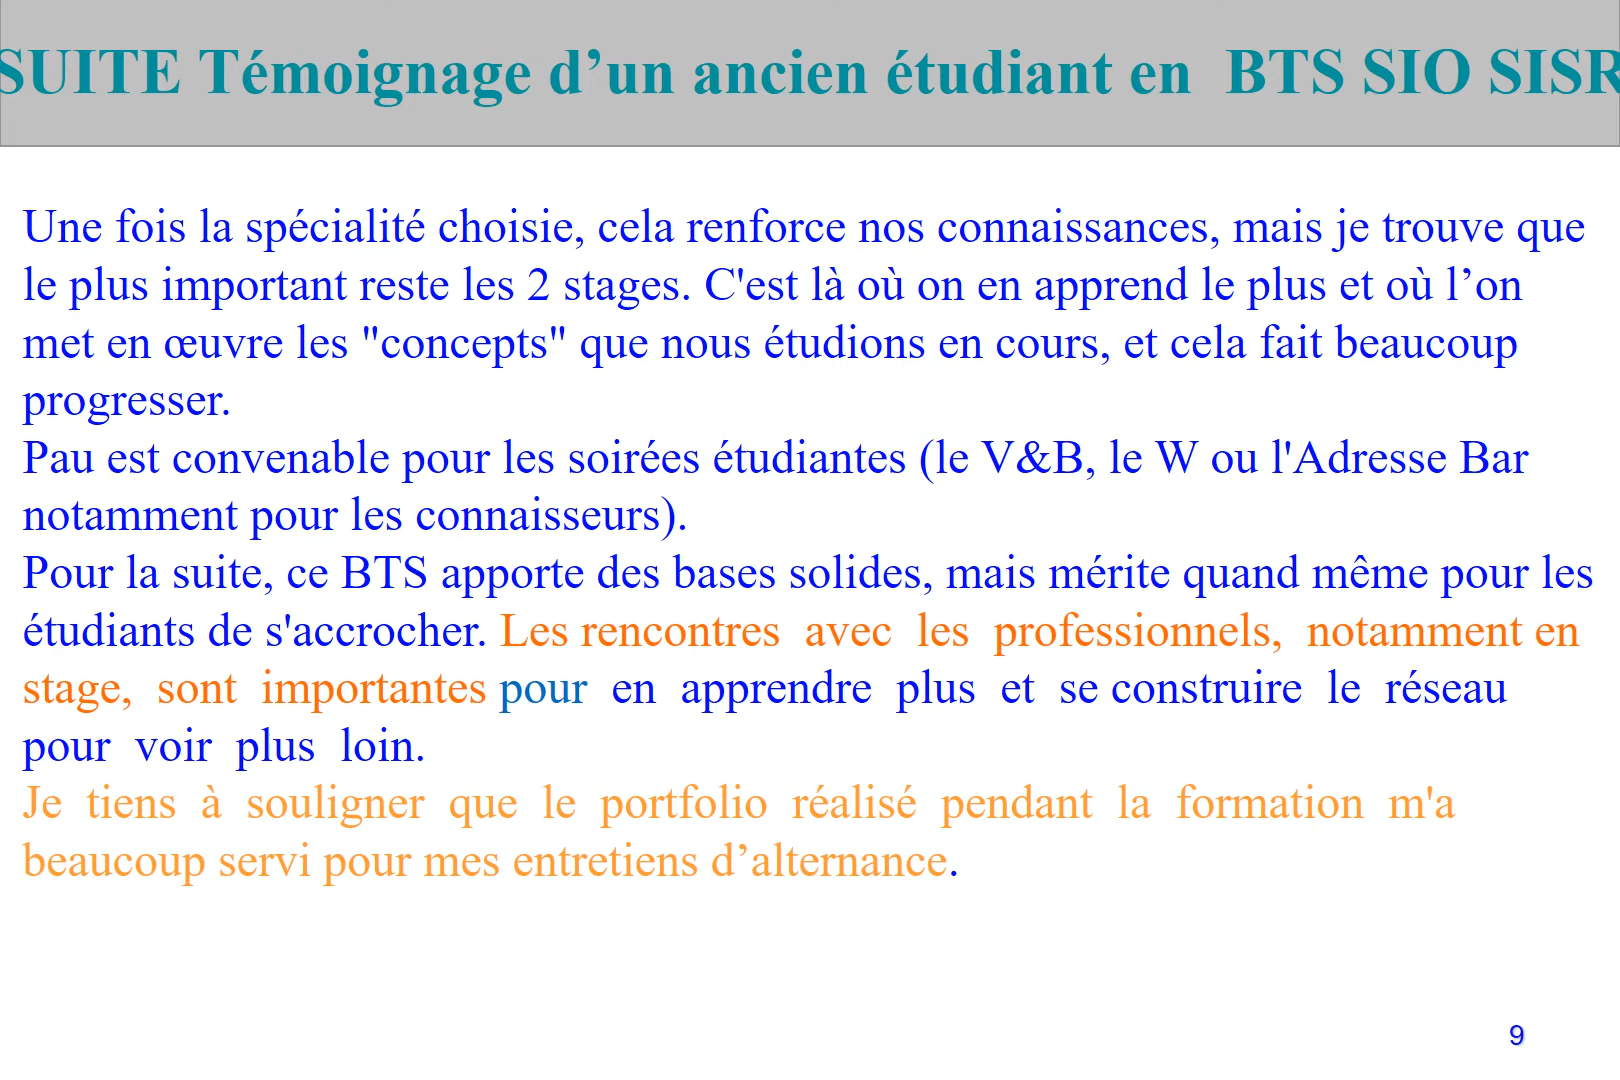 SUITE Témoignage d’un ancien étudiant en  BTS SIO SISR
Une fois la spécialité choisie, cela renforce nos connaissances, mais je trouve que
le plus important reste les 2 stages. C'est là où on en apprend le plus et où l’on
met en œuvre les "concepts" que nous étudions en cours, et cela fait beaucoup
progresser.
Pau est convenable pour les soirées étudiantes (le V&B, le W ou l'Adresse Bar
notamment pour les connaisseurs).
Pour la suite, ce BTS apporte des bases solides, mais mérite quand même pour les
étudiants de s'accrocher. Les rencontres  avec  les  professionnels,  notamment en
stage,  sont  importantes pour  en  apprendre  plus  et  se construire  le  réseau
pour  voir  plus  loin.
Je  tiens  à  souligner  que  le  portfolio  réalisé  pendant  la  formation  m'a
beaucoup servi pour mes entretiens d’alternance.
9